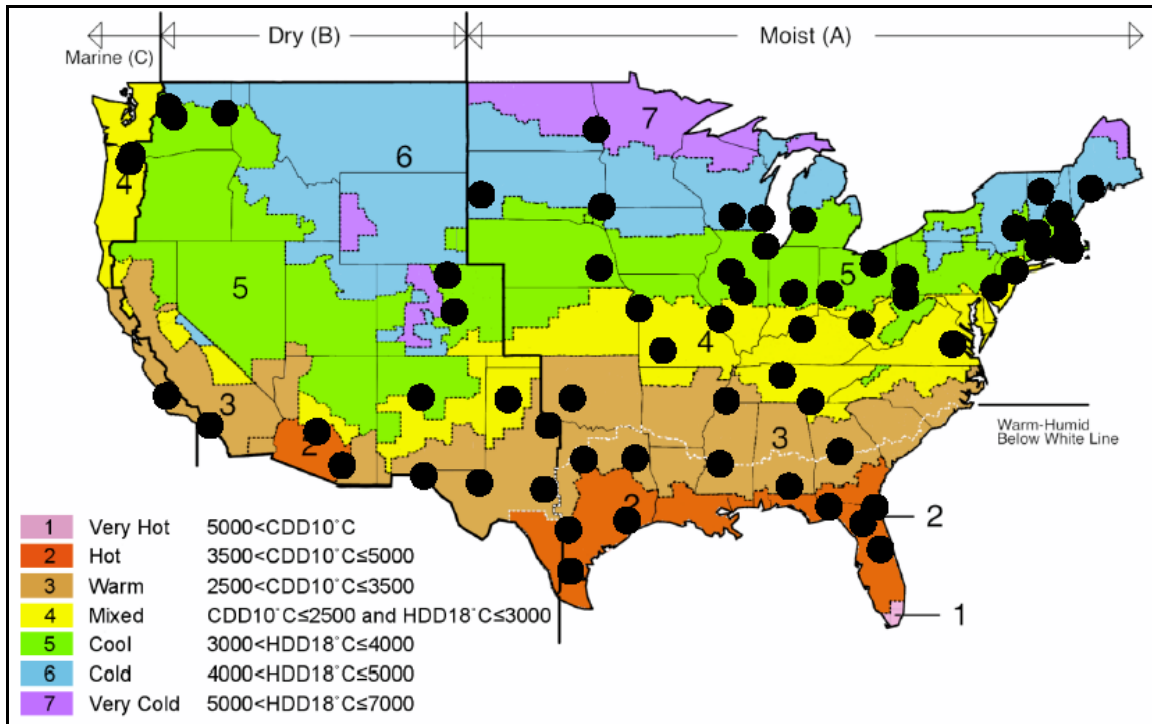 Marine (C)
Dry (B)
Moist (A)
7
6
4
5
5
4
3
3
2
2
2
1
Warm-Humid
Below White Line
1 Very Hot 5000<CDD10°C
2 Hot 3500<CDD10°C≤5000
3 Warm 2500<CDD10°C≤3500
4 Mixed CDD10°C≤2500 and HDD18°C≤3000
5 Cool 3000<HDD18°C≤4000
6 Cold 4000<HDD18°C≤5000
7 Very Cold 5000<HDD18°C≤7000